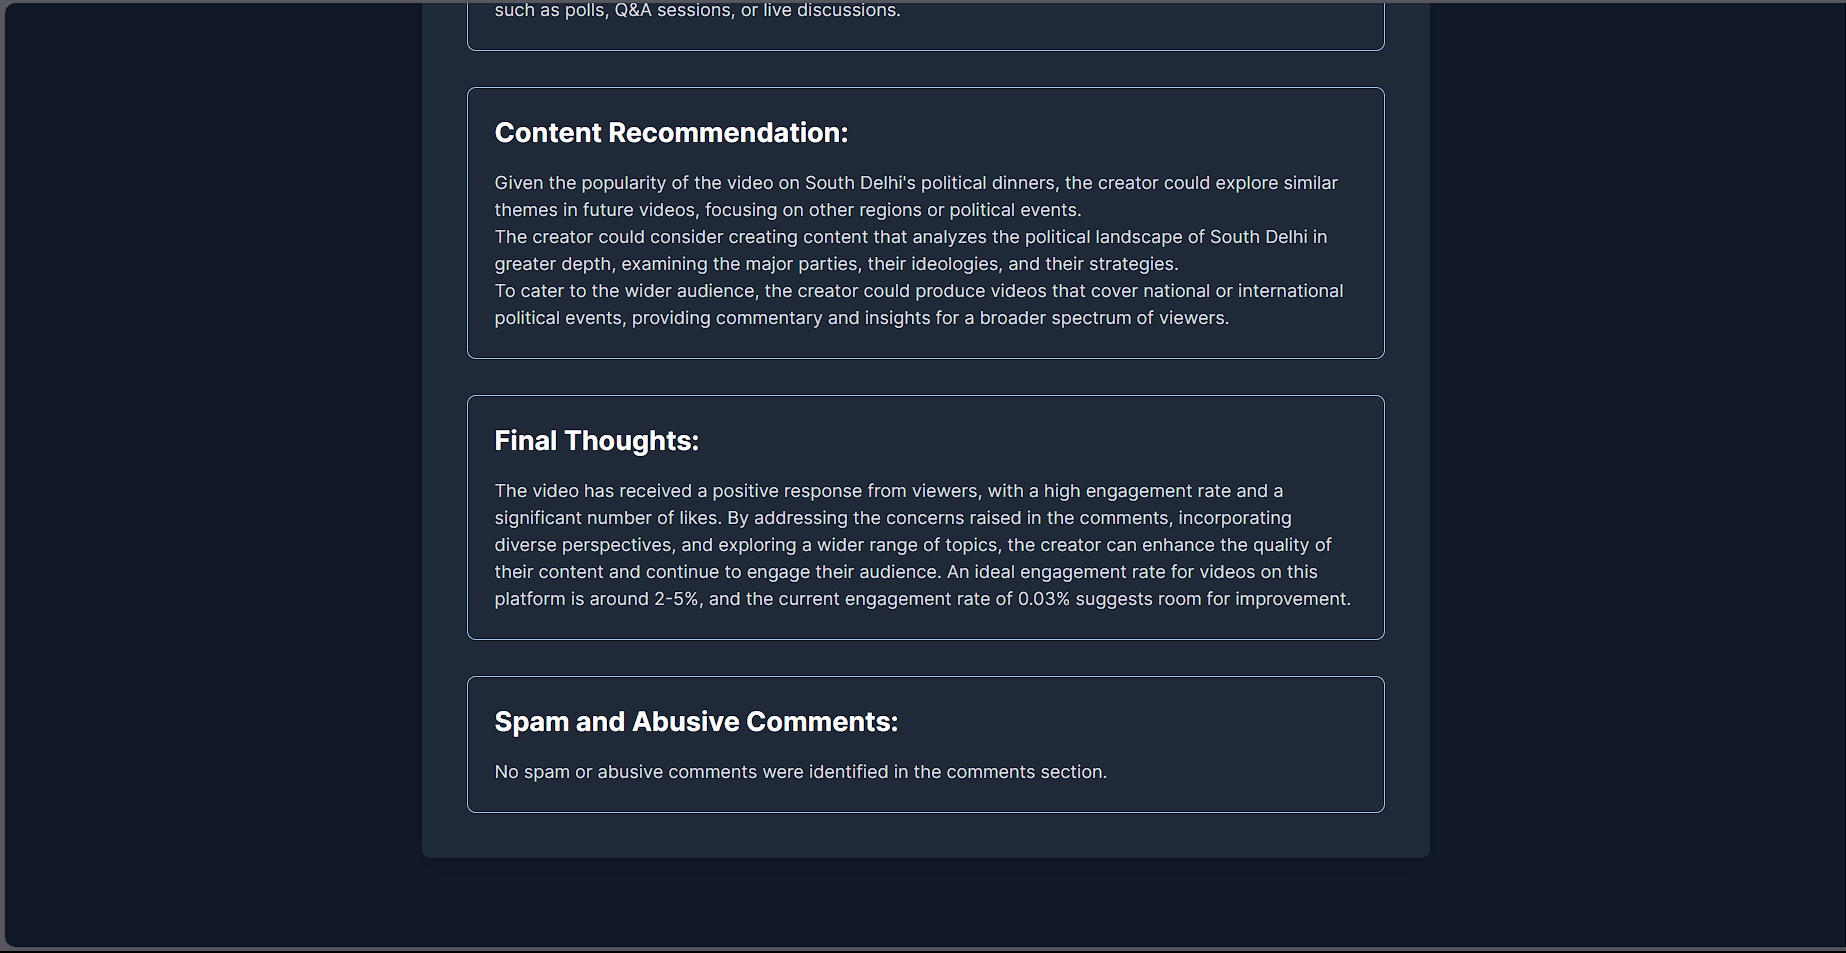 such as polls, Q&A sessions, or live discussions.
Content Recommendation:
Given the popularity of the video on South Delhi's political dinners, the creator could explore similar
themes in future videos, focusing on other regions or political events.
The creator could consider creating content that analyzes the political landscape of South Delhi in
greater depth, examining the major parties, their ideologies, and their strategies.
To cater to the wider audience, the creator could produce videos that cover national or international
political events, providing commentary and insights for a broader spectrum of viewers.
Final Thoughts:
The video has received a positive response from viewers, with a high engagement rate and a
significant number of likes. By addressing the concerns raised in the comments, incorporating
diverse perspectives, and exploring a wider range of topics, the creator can enhance the quality of
their content and continue to engage their audience. An ideal engagement rate for videos on this
platform is around 2-5%, and the current engagement rate of 0.03% suggests room for improvement.
Spam and Abusive Comments:
No spam or abusive comments were identified in the comments section.